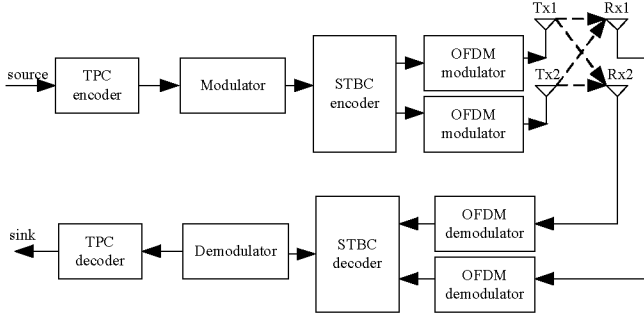 Tx1
Rx1
source
TPC
encoder
Modulator
STBC
encoder
OFDM
modulator
OFDM
modulator
Tx2
Rx2
sink
TPC
decoder
Demodulator
STBC
decoder
OFDM
demodulator
OFDM
demodulator